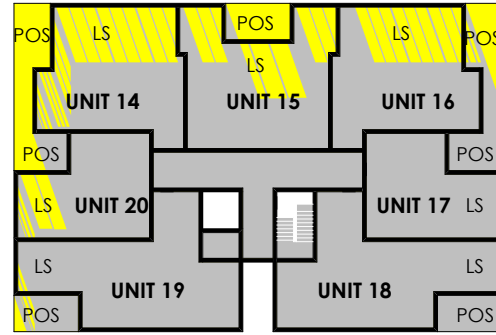 POS LS POS LS POS
LS
UNIT 14 UNIT 15 UNIT 16
POS POS
LS UNIT 20 UNIT 17 LS
LS LS
UNIT 19 UNIT 18
POS POS